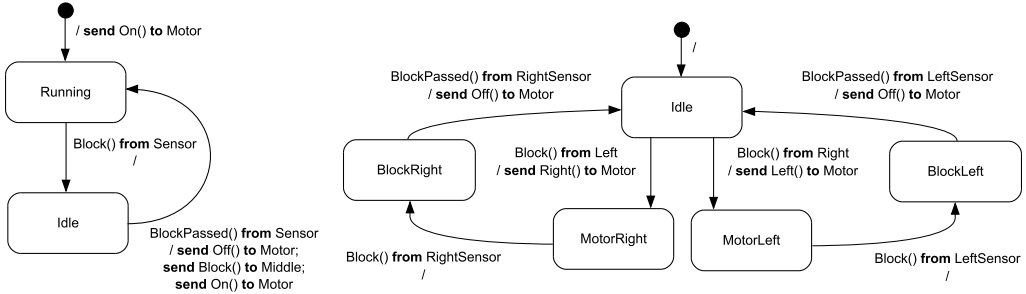 / send On() to Motor
Running
Block() from Sensor
/
Idle
BlockPassed() from Sensor
/ send Off() to Motor;
send Block() to Middle;
send On() to Motor
/
BlockPassed() from RightSensor
/ send Off() to Motor
Idle
BlockPassed() from LeftSensor
/ send Off() to Motor
BlockRight
Block() from Left
/ send Right() to Motor
Block() from Right
/ send Left() to Motor
BlockLeft
MotorRight
MotorLeft
Block() from RightSensor
/
Block() from LeftSensor
/